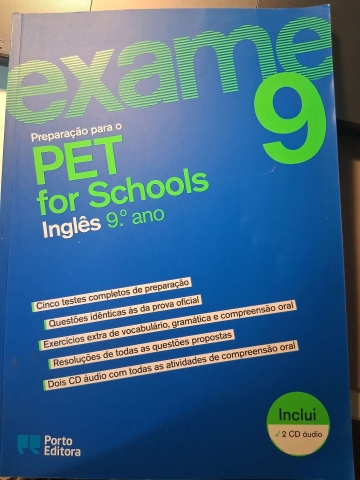 exame
9
Preparação para o
PET
for Schools
Inglês 9.º ano
Cinco testes completos de preparação
Questões idênticas às da prova oficial
Exercícios extra de vocabulário, gramática e compreensão oral
Resoluções de todas as questões propostas
Dois CD áudio com todas as atividades de compreensão oral
Inclui
✓2 CD áudio
Porto
Editora